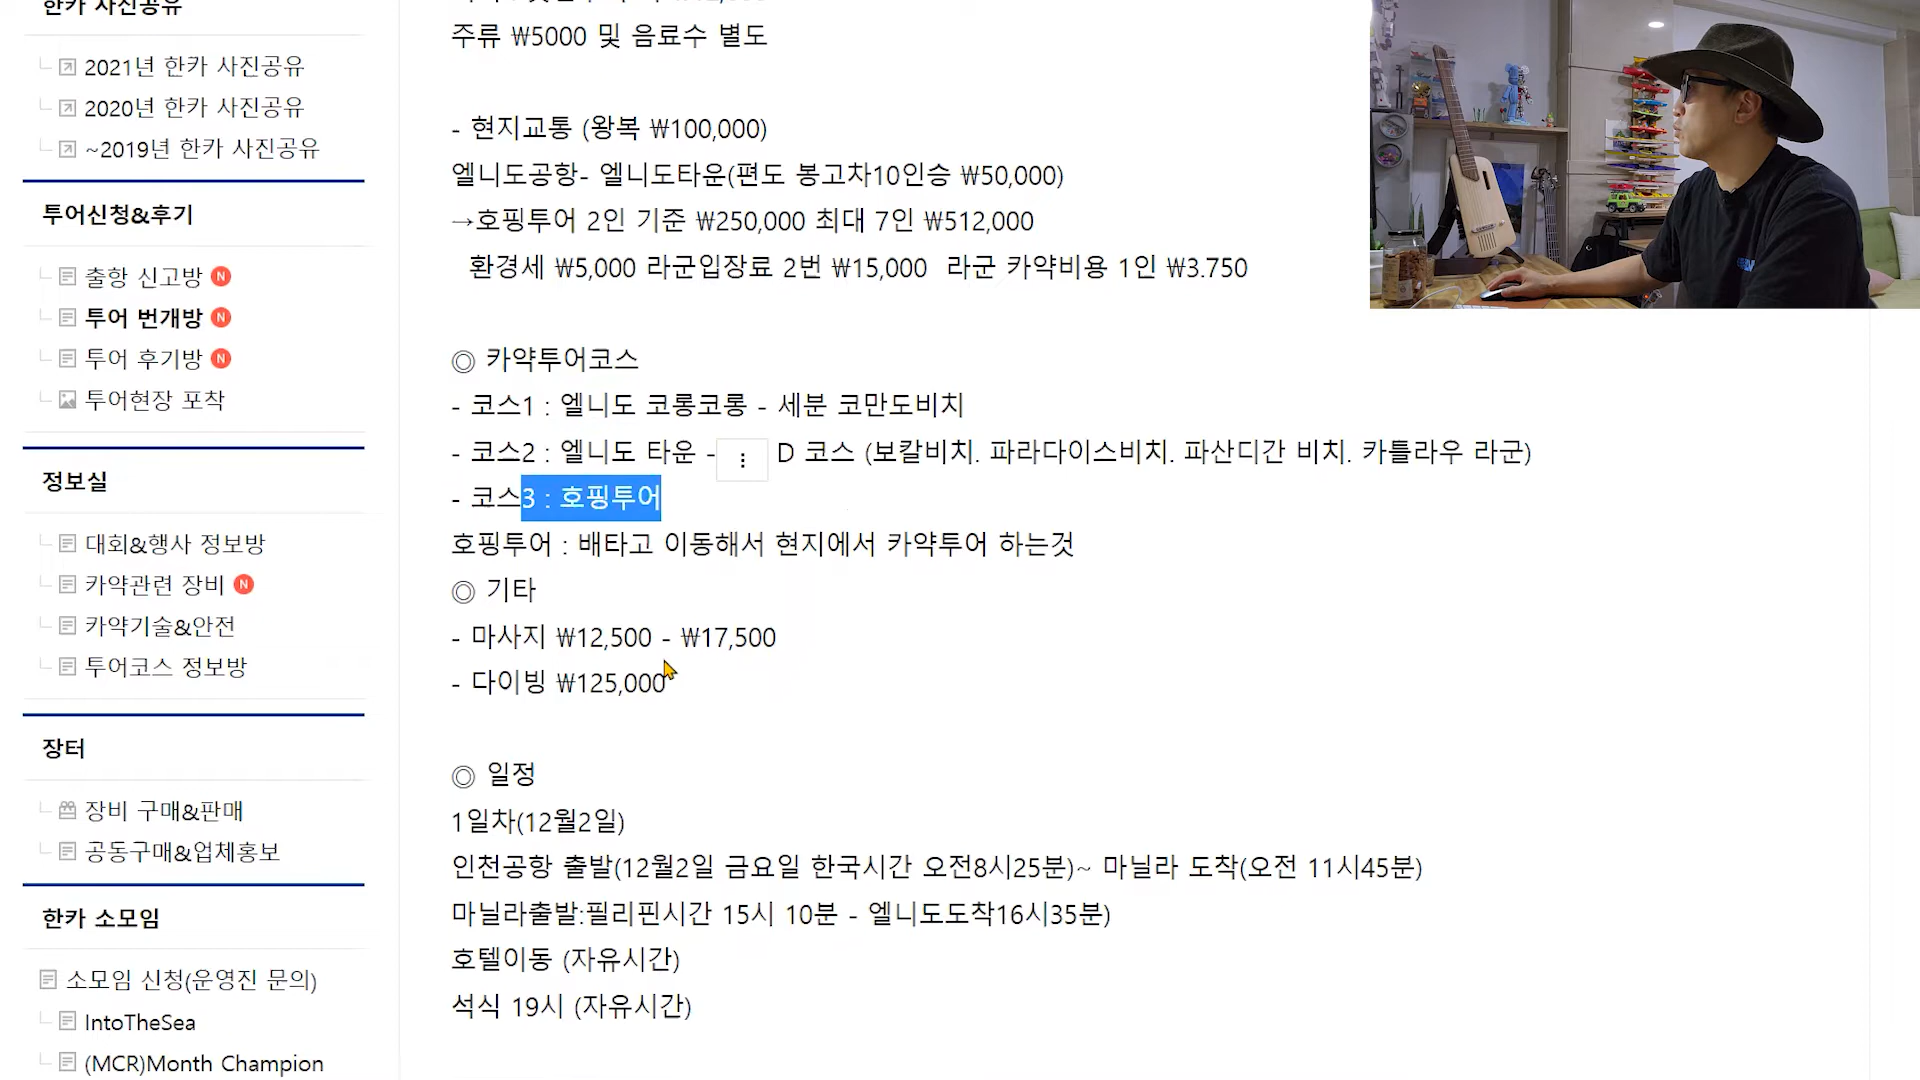 한카 사진공유
2021년 한카 사진공유
2020년 한카 사진공유
~2019년 한카 사진공유
투어신청&후기
출항 신고방 N
투어 번개방 N
투어 후기방 N
투어현장 포착
정보실
대회&행사 정보방
카약관련 장비 N
카약기술&안전
투어코스 정보방
장터
장비 구매&판매
공동구매&업체홍보
한카 소모임
소모임 신청(운영진 문의)
IntoTheSea
(MCR)Month Champion
주류 ₩5000 및 음료수 별도
- 현지교통 (왕복 ₩100,000)
엘니도공항- 엘니도타운(편도 봉고차10인승 ₩50,000)
→호핑투어 2인 기준 ₩250,000 최대 7인 ₩512,000
환경세 ₩5,000 라군입장료 2번 ₩15,000 라군 카약비용 1인 ₩3.750
◎ 카약투어코스
- 코스1 : 엘니도 코롱코롱 - 세분 코만도비치
- 코스2 : 엘니도 타운 - D 코스 (보칼비치. 파라다이스비치. 파산디간 비치. 카틀라우 라군)
- 코스3 : 호핑투어
호핑투어 : 배타고 이동해서 현지에서 카약투어 하는것
◎ 기타
- 마사지 ₩12,500 - ₩17,500
- 다이빙 ₩125,000
◎ 일정
1일차(12월2일)
인천공항 출발(12월2일 금요일 한국시간 오전8시25분)~ 마닐라 도착(오전 11시45분)
마닐라출발:필리핀시간 15시 10분 - 엘니도도착16시35분)
호텔이동 (자유시간)
석식 19시 (자유시간)